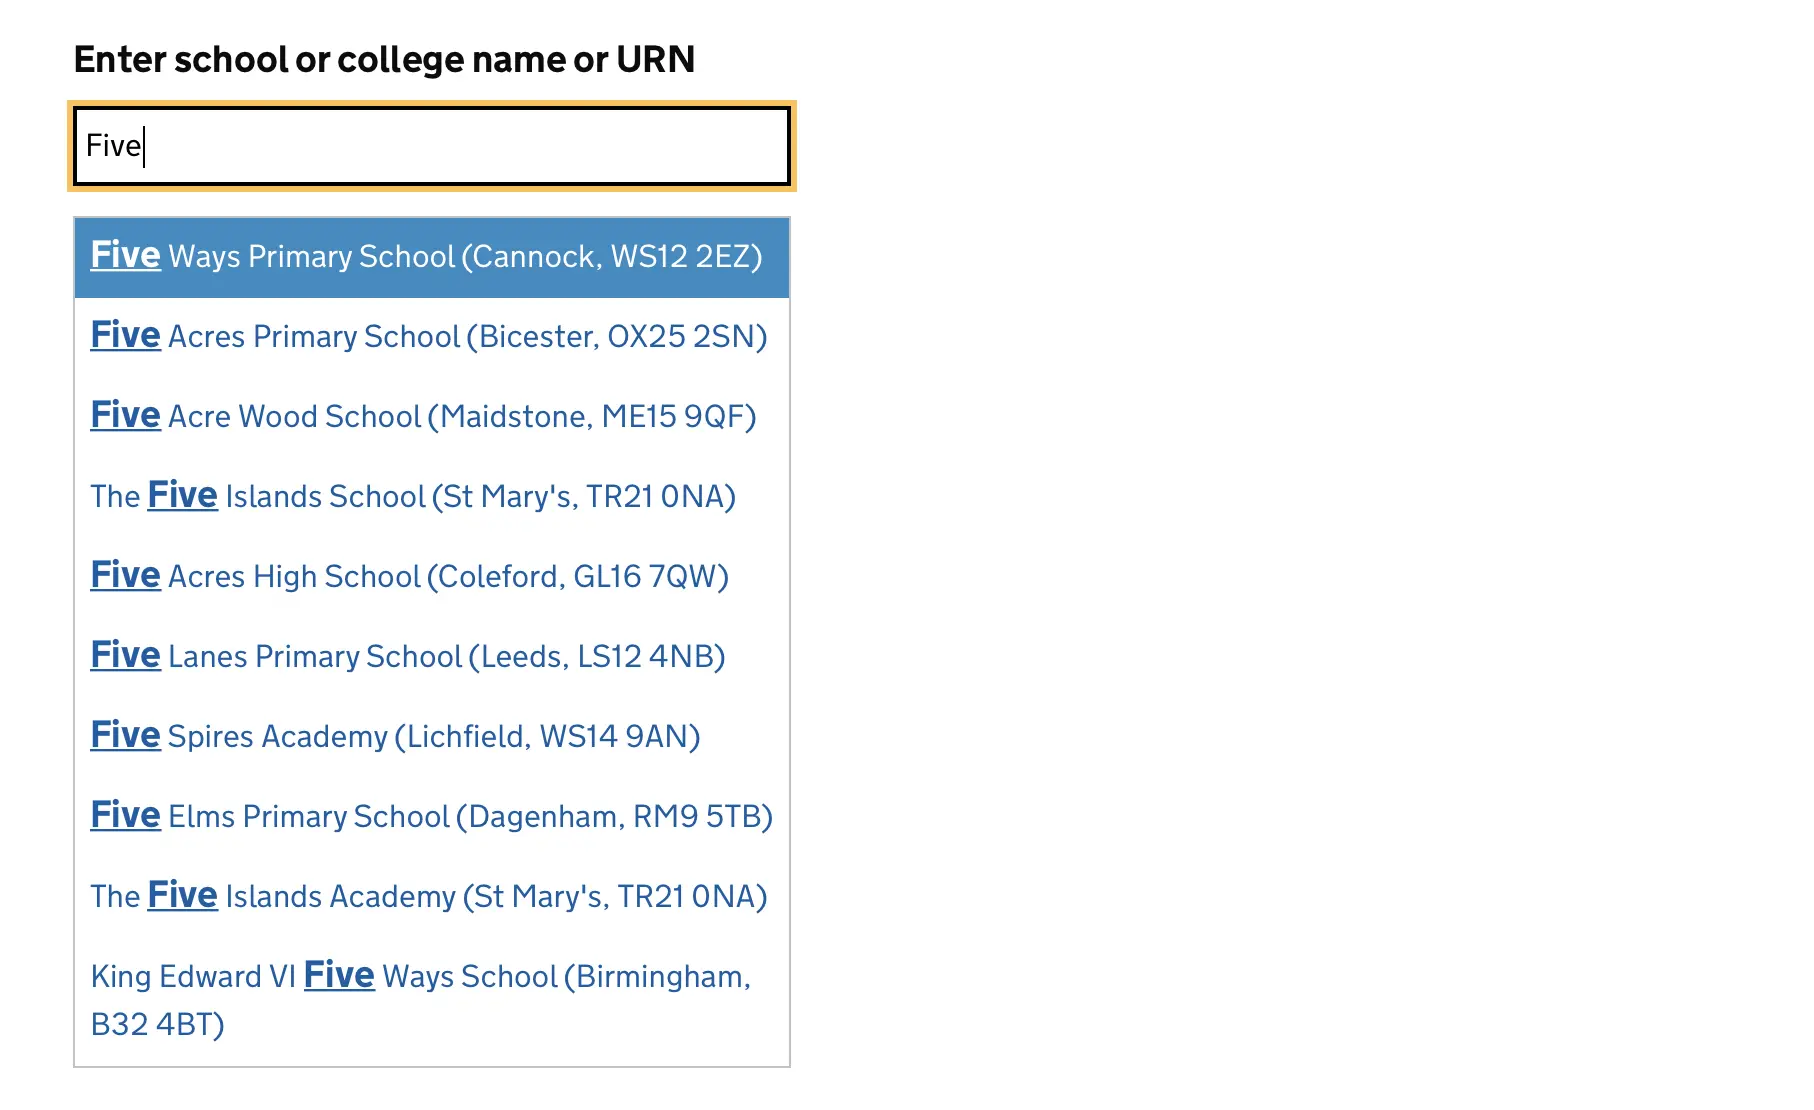 Enter school or college name or URN
Five
Five Ways Primary School (Cannock, WS12 2EZ)
Five Acres Primary School (Bicester, OX25 2SN)
Five Acre Wood School (Maidstone, ME15 9QF)
The Five Islands School (St Mary's, TR21 0NA)
Five Acres High School (Coleford, GL16 7QW)
Five Lanes Primary School (Leeds, LS12 4NB)
Five Spires Academy (Lichfield, WS14 9AN)
Five Elms Primary School (Dagenham, RM9 5TB)
The Five Islands Academy (St Mary's, TR21 0NA)
King Edward VI Five Ways School (Birmingham,
B32 4BT)